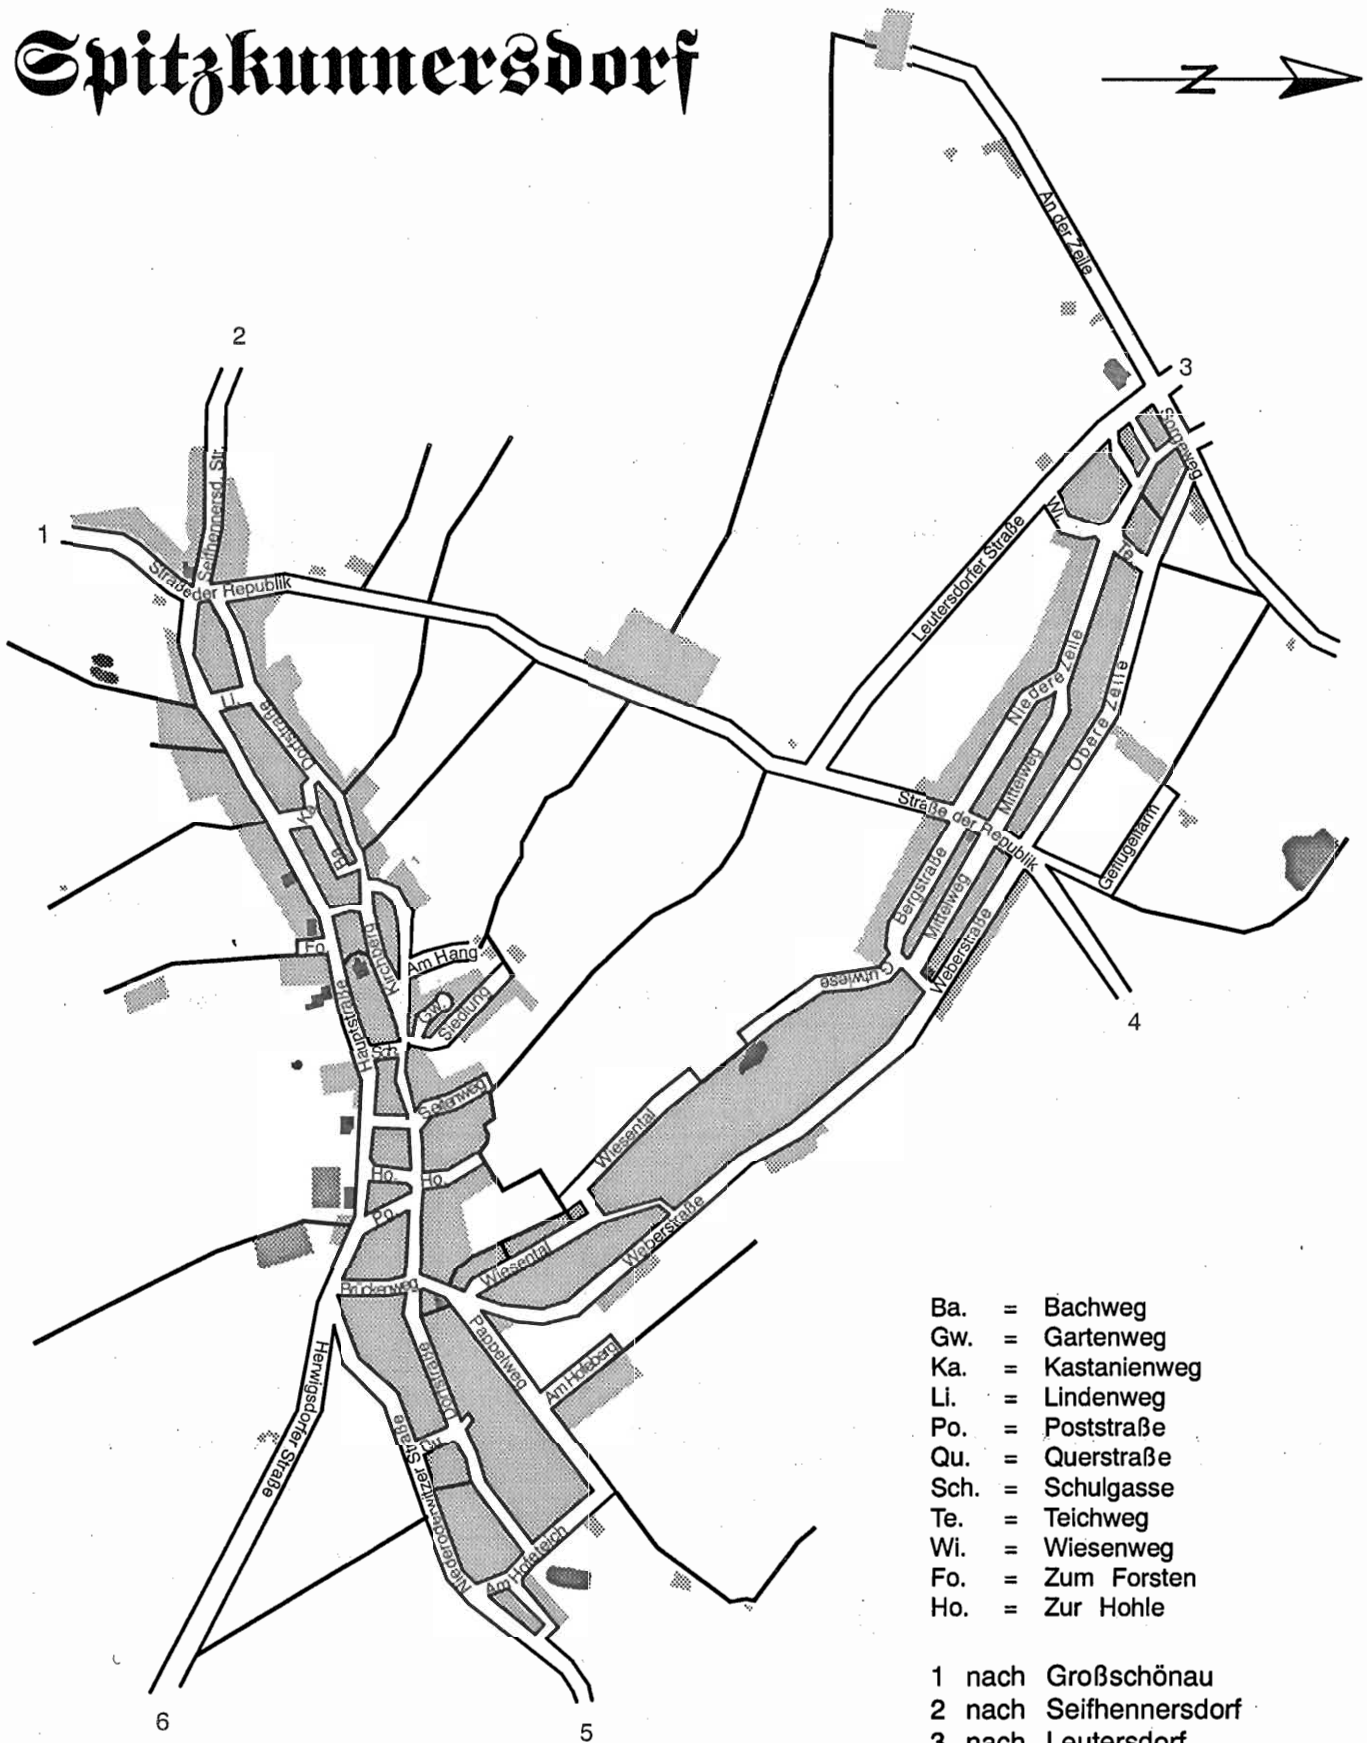 Spitzkunnersdorf
N
2
3
1
4
6
5
An der Zeile
Sorgeweg
Seifhennersd. Str.
Straße der Republik
Leutersdorfer Straße
Wi.
Te.
Li.
Dorfstraße
Niedere Zeile
Obere Zeile
Mittelweg
Ka.
Ba.
Straße der Republik
Geflügelfarm
Bergstraße
Mittelweg
Weberstraße
Fo.
Kirchberg
Am Hang
Gutwiese
Hauptstraße
Gw.
Siedlung
Sch.
Seitenweg
Wiesental
Ho.
Ho.
Po.
Weberstraße
Wiesental
Brückenweg
Pappelweg
Am Hofeberg
Herwigsdorfer Straße
Dorfstraße
Qu.
Niederoderwitzer Straße
Am Hofeteich
Ba. = Bachweg
Gw. = Gartenweg
Ka. = Kastanienweg
Li. = Lindenweg
Po. = Poststraße
Qu. = Querstraße
Sch. = Schulgasse
Te. = Teichweg
Wi. = Wiesenweg
Fo. = Zum Forsten
Ho. = Zur Hohle
1 nach Großschönau
2 nach Seifhennersdorf
3 nach Leutersdorf